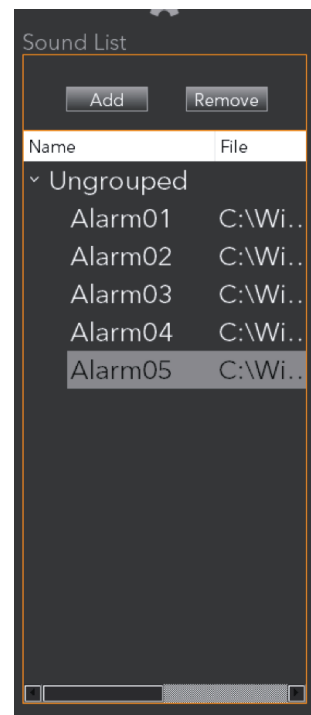 Sound List
Add Remove
Name File
Ungrouped
Alarm01 C:\Wi..
Alarm02 C:\Wi..
Alarm03 C:\Wi..
Alarm04 C:\Wi..
Alarm05 C:\Wi..